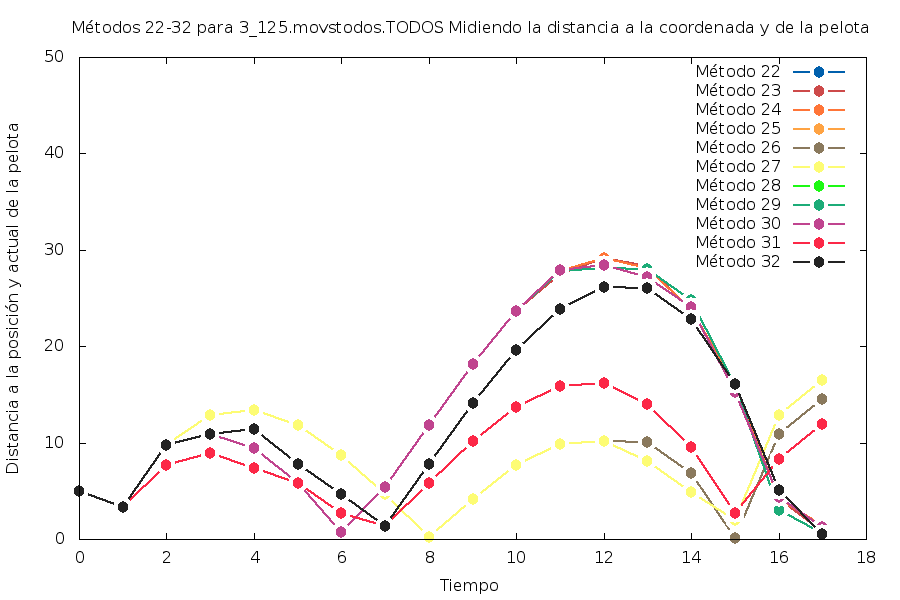 Métodos 22-32 para 3_125.movstodos.TODOS Midiendo la distancia a la coordenada y de la pelota
Distancia a la posición y actual de la pelota
50
40
30
20
10
0
Método 22
Método 23
Método 24
Método 25
Método 26
Método 27
Método 28
Método 29
Método 30
Método 31
Método 32
0 2 4 6 8 10 12 14 16 18
Tiempo